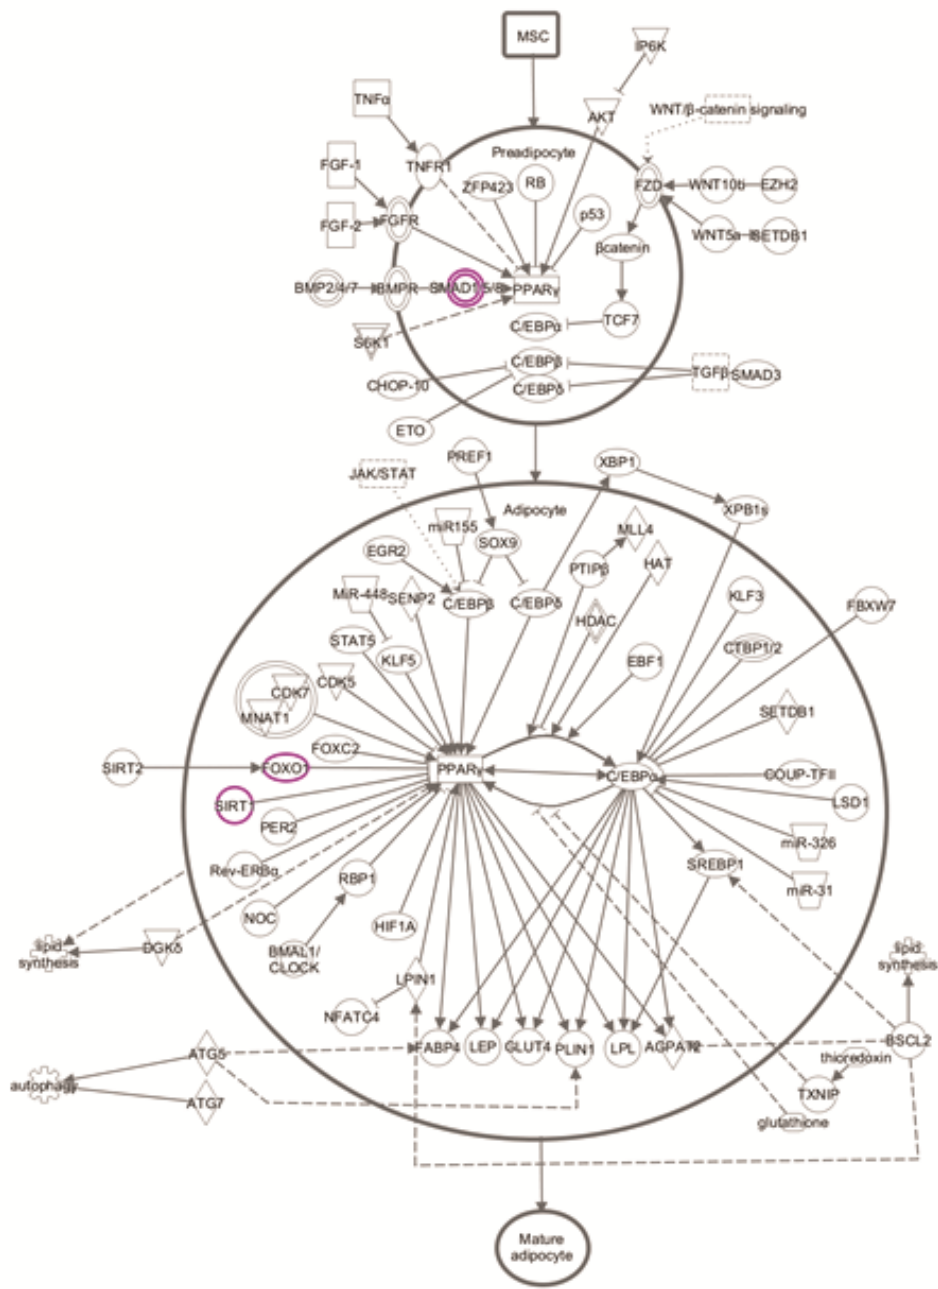 MSC
IP6K
TNFα
AKT
WNT/β-catenin signaling
Preadipocyte
FGF-1
TNFR1
ZFP423
RB
FZD
WNT10b
EZH2
FGF-2
FGFR
p53
βcatenin
WNT5a
SETDB1
BMP2/4/7
BMPR
SMAD1/5/8
PPARγ
S6K1
C/EBPα
TCF7
C/EBPβ
TGFβ
SMAD3
CHOP-10
C/EBPδ
ETO
JAK/STAT
PREF1
XBP1
Adipocyte
XPB1s
miR155
MLL4
EGR2
SOX9
PTIPβ
HAT
MiR-448
SENP2
C/EBPβ
C/EBPδ
HDAC
KLF3
FBXW7
STAT5
KLF5
EBF1
CTBP1/2
CDK7
CDK5
MNAT1
SETDB1
FOXC2
SIRT2
FOXO1
PPARγ
C/EBPα
COUP-TFII
SIRT1
LSD1
PER2
miR-326
Rev-ERBα
RBP1
SREBP1
miR-31
NOC
HIF1A
lipid
synthesis
DGKδ
BMAL1/
CLOCK
LPIN1
lipid
synthesis
NFATC4
ATG5
FABP4
LEP
GLUT4
PLIN1
LPL
AGPAT2
BSCL2
thioredoxin
autophagy
ATG7
TXNIP
glutathione
Mature
adipocyte